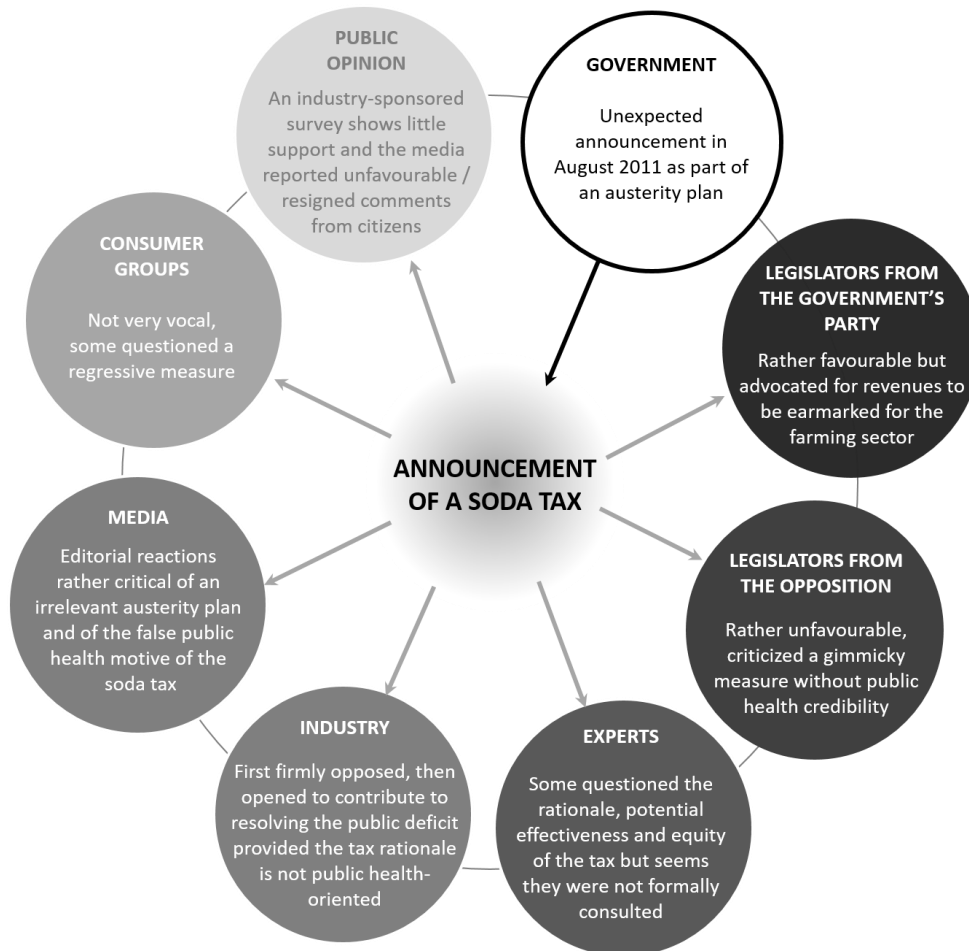 ANNOUNCEMENT
OF A SODA TAX
GOVERNMENT
Unexpected
announcement in
August 2011 as part of
an austerity plan
LEGISLATORS FROM
THE GOVERNMENT'S
PARTY
Rather favourable but
advocated for revenues to
be earmarked for the
farming sector
LEGISLATORS FROM
THE OPPOSITION
Rather unfavourable,
criticized a gimmicky
measure without public
health credibility
EXPERTS
Some questioned the
rationale, potential
effectiveness and equity
of the tax but seems
they were not formally
consulted
INDUSTRY
First firmly opposed, then
opened to contribute to
resolving the public deficit
provided the tax rationale
is not public health-
oriented
MEDIA
Editorial reactions
rather critical of an
irrelevant austerity plan
and of the false public
health motive of the
soda tax
CONSUMER
GROUPS
Not very vocal,
some questioned a
regressive measure
PUBLIC
OPINION
An industry-sponsored
survey shows little
support and the media
reported unfavourable /
resigned comments
from citizens